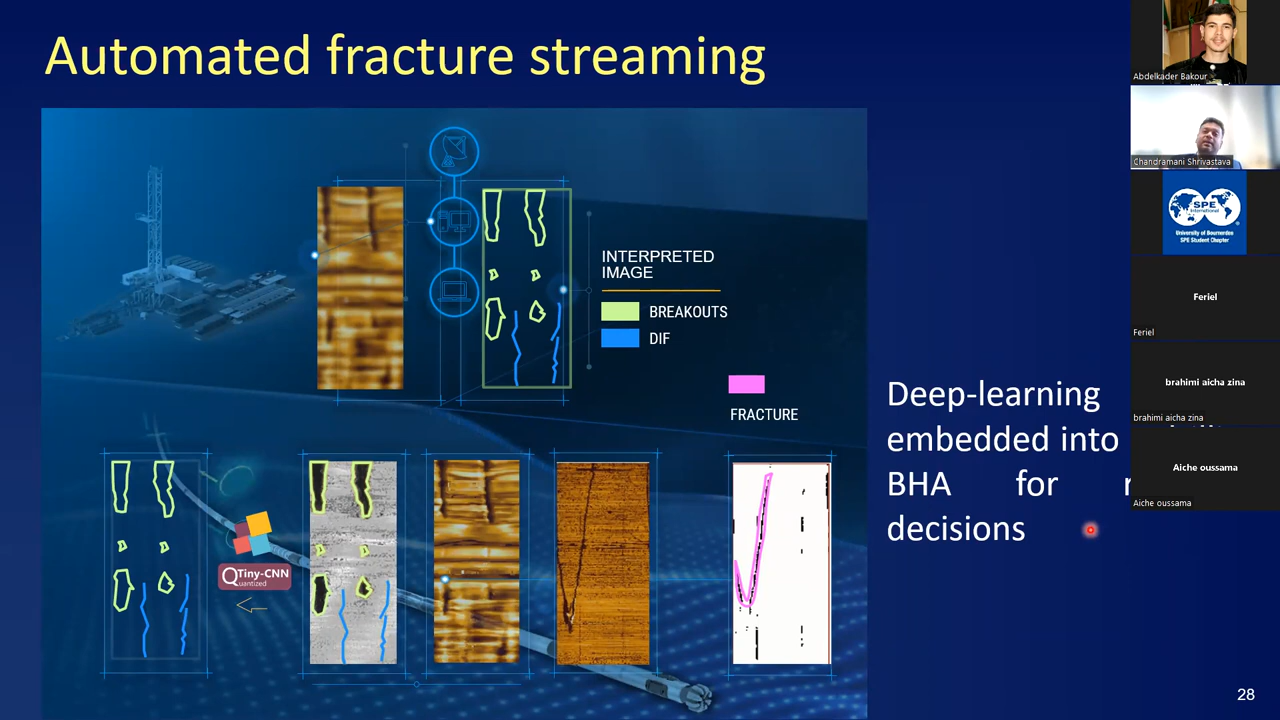 Automated fracture streaming
INTERPRETED
IMAGE
BREAKOUTS
DIF
FRACTURE
QTiny-CNN
uantized
Deep-learning
embedded into
BHA for
decisions
28
Abdelkader Bakour
Chandramani Shrivastava
SPE
International
University of Boumerdes
SPE Student Chapter
Feriel
Feriel
brahimi aicha zina
brahimi aicha zina
Aiche oussama
Aiche oussama